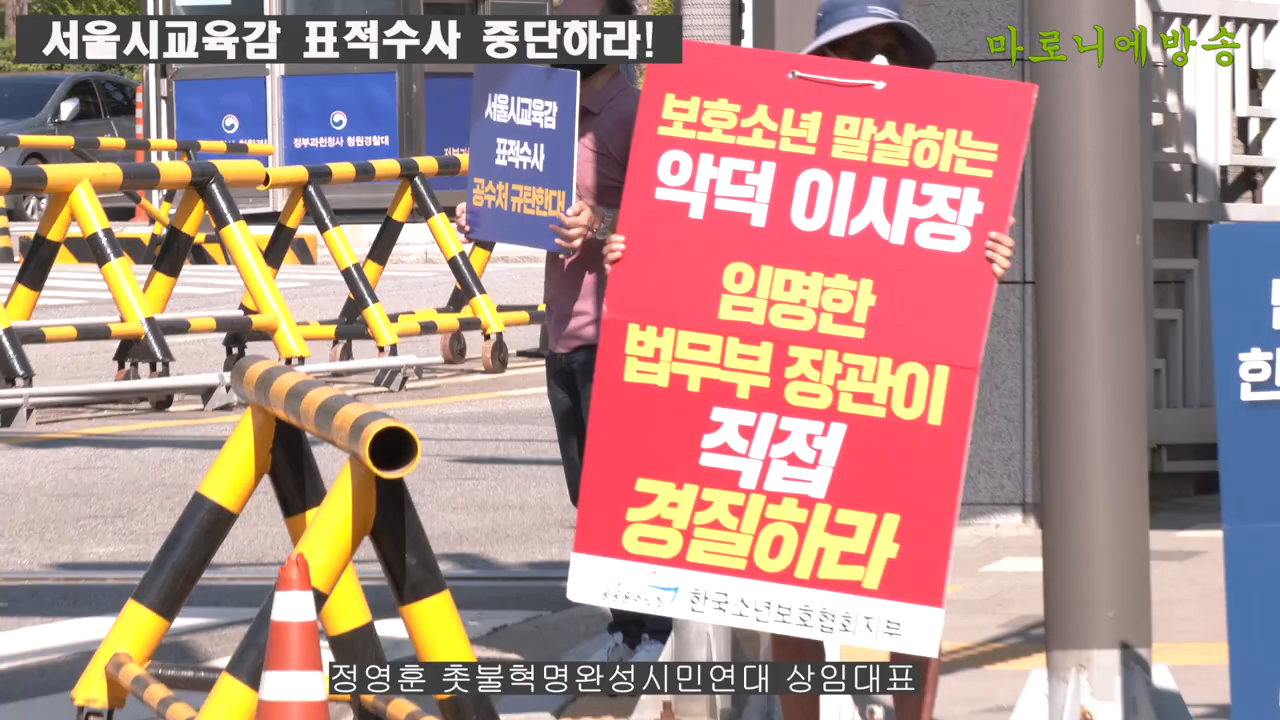 서울시교육감 표적수사 중단하라!
마로니에방송
정부과천청사 청원경찰대
서울시교육감
표적수사
공수처 규탄한다!
보호소년 말살하는
악덕 이사장
임명한
법무부 장관이
직접
경질하라
한국소년보호협회지부
한
정영훈 촛불혁명완성시민연대 상임대표